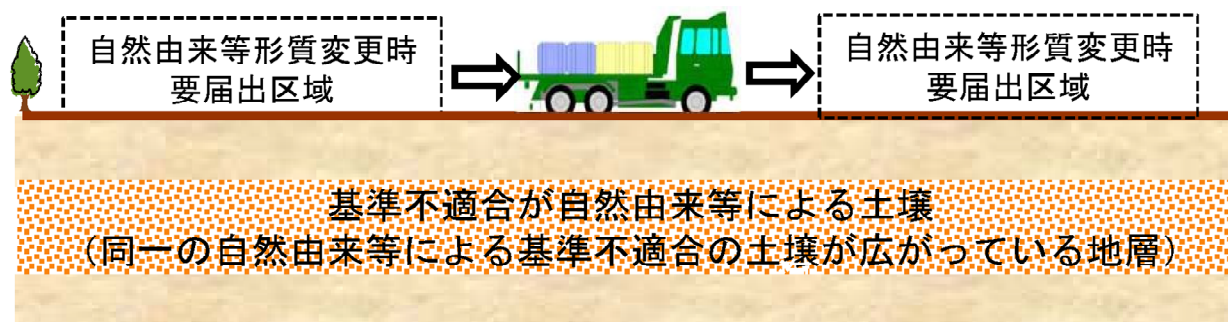 自然由来等形質変更時
要届出区域
自然由来等形質変更時
要届出区域
基準不適合が自然由来等による土壌
（同一の自然由来等による基準不適合の土壌が広がっている地層）